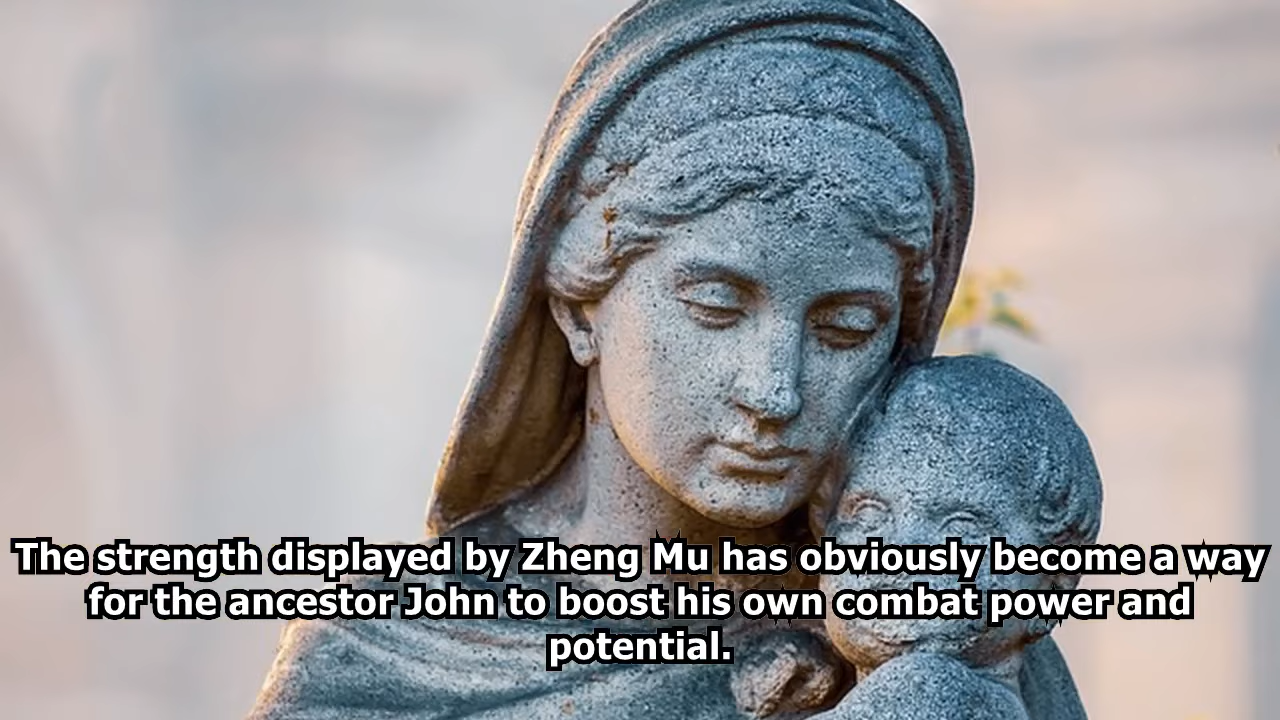 The strength displayed by Zheng Mu has obviously become a way
for the ancestor John to boost his own combat power and
potential.